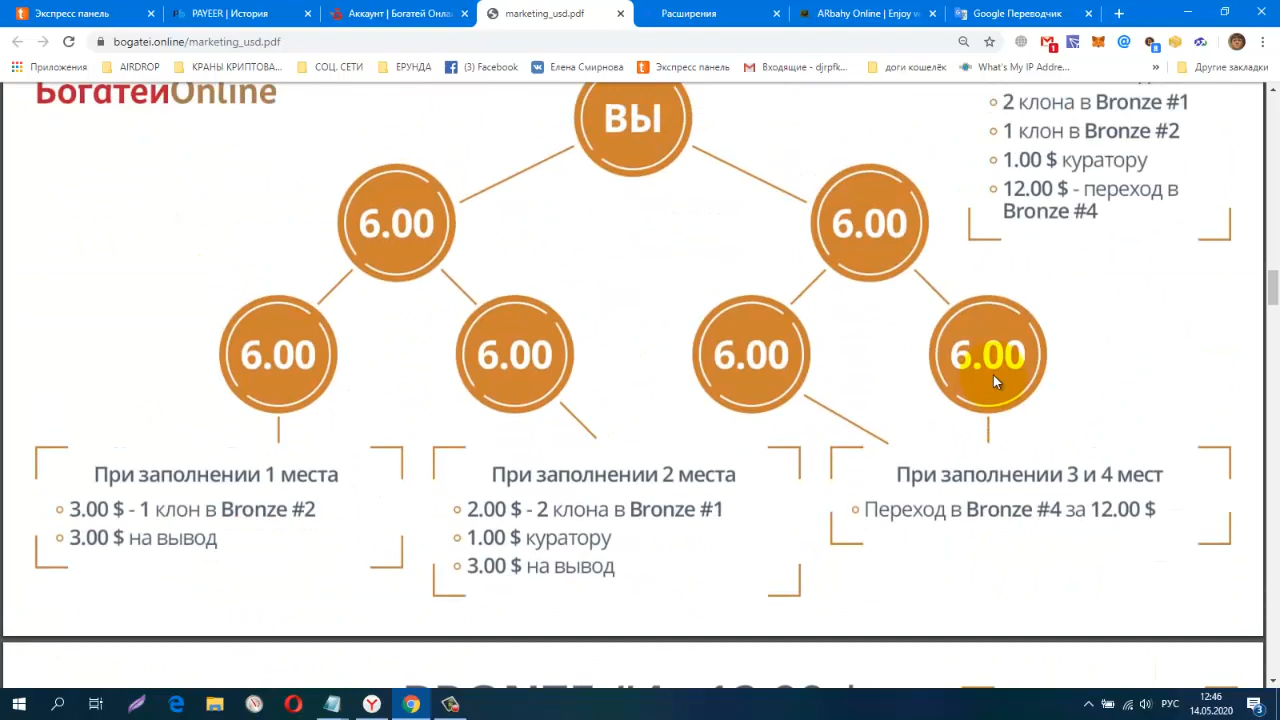 Экспресс панель
PAYEER | История
Аккаунт | Богатей Онла
marketing_usd.pdf
Расширения
ARbahy Online | Enjoy w
Google Переводчик
bogatei.online/marketing_usd.pdf
Приложения
AIRDROP
КРАНЫ КРИПТОВА...
СОЦ. СЕТИ
ЕРУНДА
(3) Facebook
Елена Смирнова
Экспресс панель
Входящие - djrpfk...
доги кошелёк
What's My IP Addre...
»
Другие закладки
БогатейOnline
ВЫ
2 клона в Bronze #1
1 клон в Bronze #2
1.00 $ куратору
12.00 $ - переход в
Bronze #4
6.00
6.00
6.00
6.00
6.00
6.00
При заполнении 1 места
3.00 $ - 1 клон в Bronze #2
3.00 $ на вывод
При заполнении 2 места
2.00 $ - 2 клона в Bronze #1
1.00 $ куратору
3.00 $ на вывод
При заполнении 3 и 4 мест
Переход в Bronze #4 за 12.00 $
РУС
12:46
14.05.2020